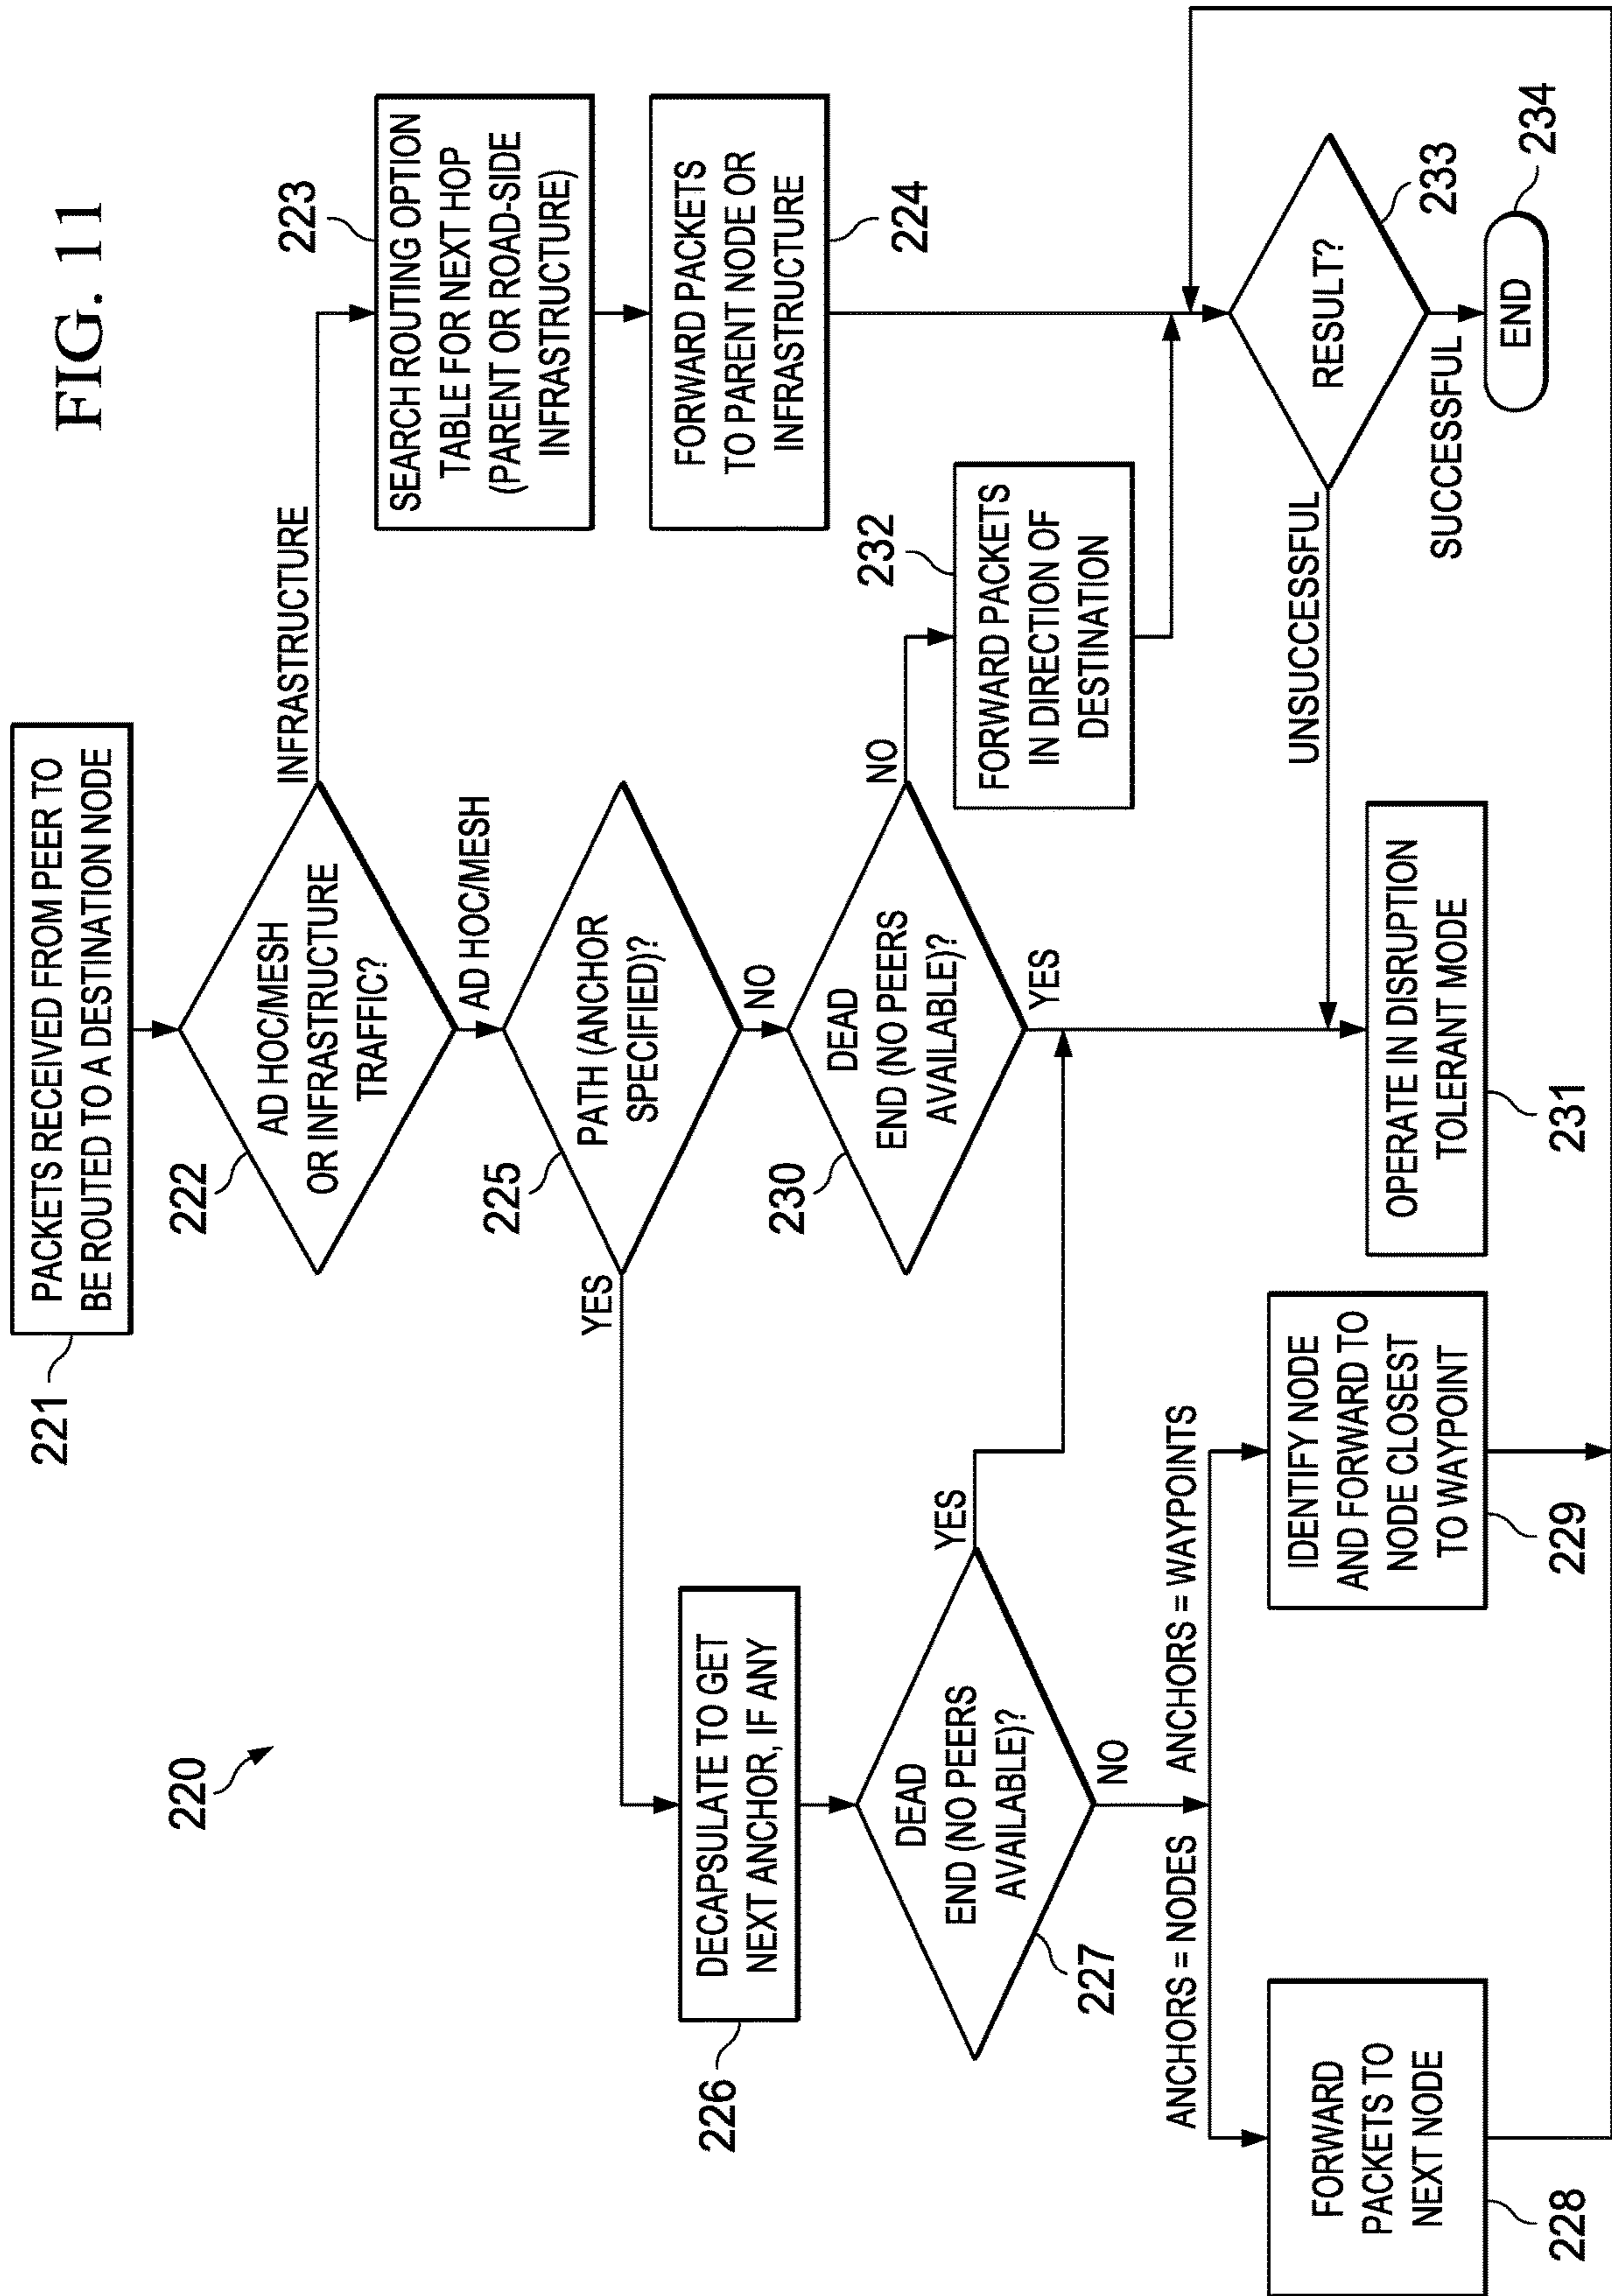 FIG. 11
220
221
PACKETS RECEIVED FROM PEER TO
BE ROUTED TO A DESTINATION NODE
222
AD HOC/MESH
OR INFRASTRUCTURE
TRAFFIC?
INFRASTRUCTURE
AD HOC/MESH
223
SEARCH ROUTING OPTION
TABLE FOR NEXT HOP
(PARENT OR ROAD-SIDE
INFRASTRUCTURE)
FORWARD PACKETS
TO PARENT NODE OR
INFRASTRUCTURE
224
225
PATH (ANCHOR
SPECIFIED)?
YES
NO
DECAPSULATE TO GET
NEXT ANCHOR, IF ANY
226
DEAD
END (NO PEERS
AVAILABLE)?
227
YES
NO
ANCHORS = NODES
ANCHORS = WAYPOINTS
FORWARD
PACKETS TO
NEXT NODE
228
IDENTIFY NODE
AND FORWARD TO
NODE CLOSEST
TO WAYPOINT
229
230
DEAD
END (NO PEERS
AVAILABLE)?
NO
YES
232
FORWARD PACKETS
IN DIRECTION OF
DESTINATION
OPERATE IN DISRUPTION
TOLERANT MODE
231
RESULT?
233
UNSUCCESSFUL
SUCCESSFUL
END
234